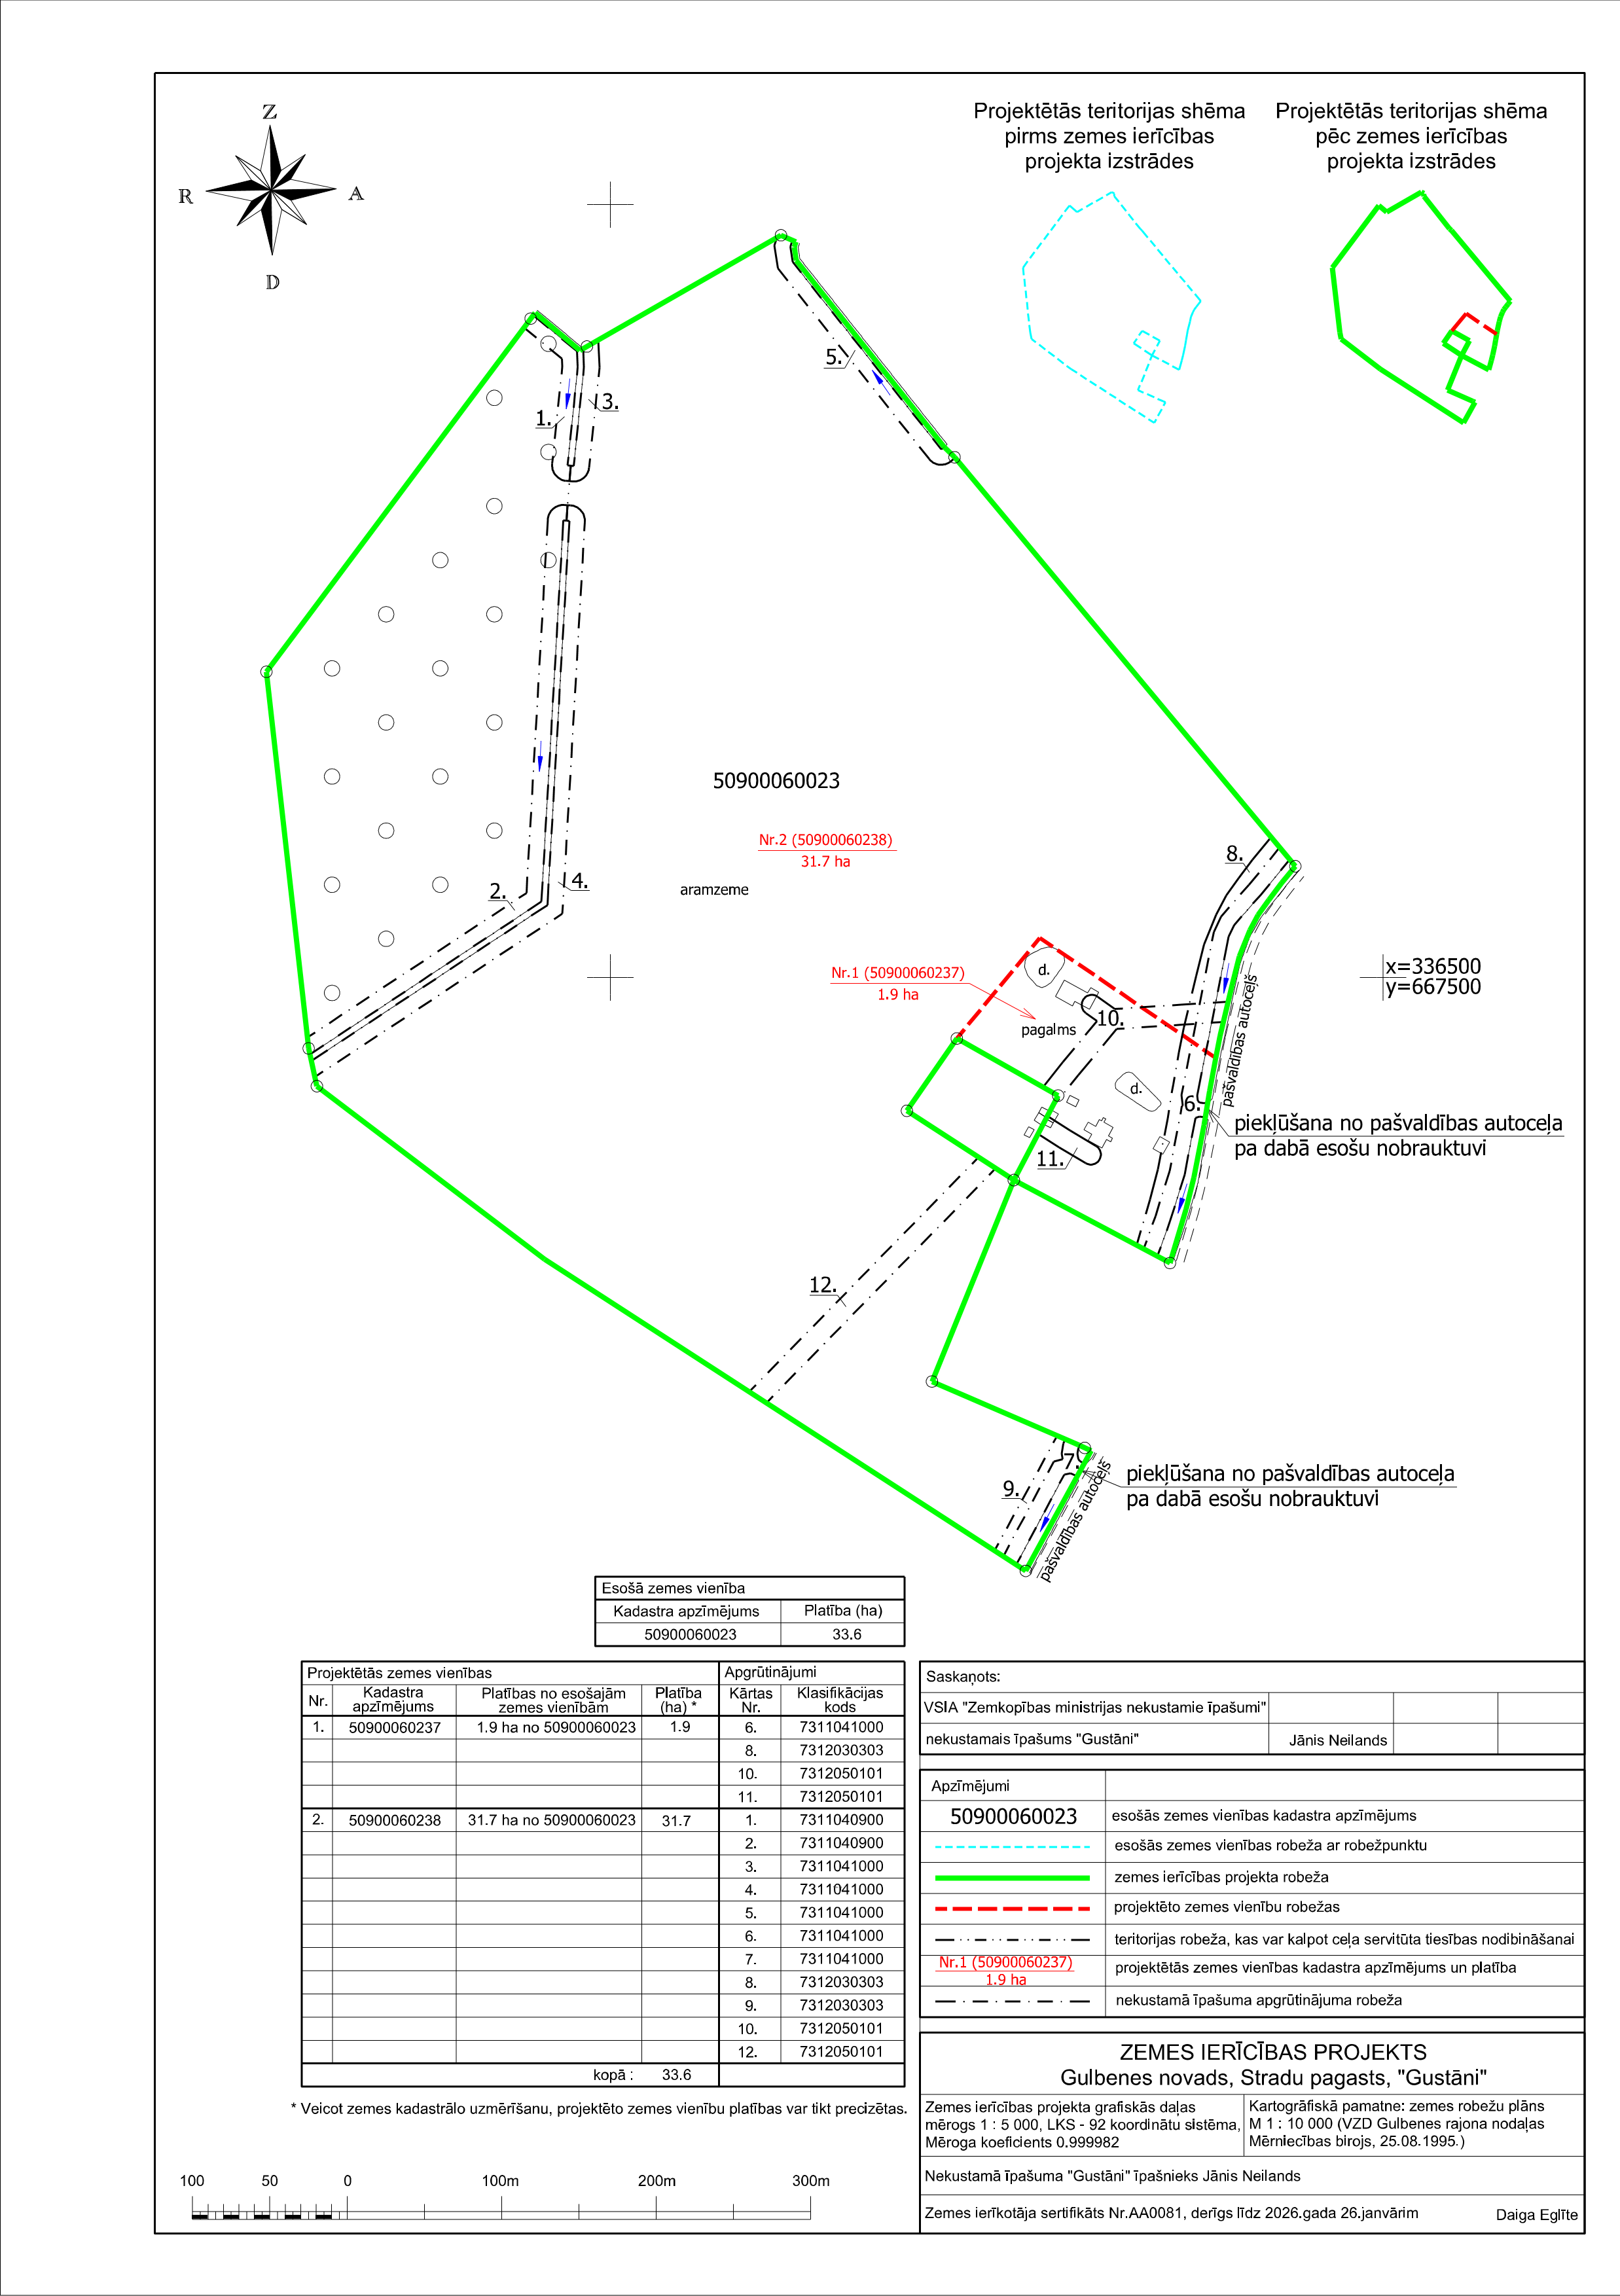 Z
R
A
D
Projektētās teritorijas shēma
pirms zemes ierīcības
projekta izstrādes
Projektētās teritorijas shēma
pēc zemes ierīcības
projekta izstrādes
5.
3.
1.
50900060023
Nr.2 (50900060238)
31.7 ha
aramzeme
8.
4.
2.
x=336500
y=667500
Nr.1 (50900060237)
1.9 ha
d.
pagalms
10.
pašvaldības autoceļš
d.
6.
piekļūšana no pašvaldības autoceļa
pa dabā esošu nobrauktuvi
11.
12.
7.
9.
piekļūšana no pašvaldības autoceļa
pa dabā esošu nobrauktuvi
pašvaldības autoceļš
Esošā zemes vienība
Kadastra apzīmējums Platība (ha)
50900060023 33.6
Projektētās zemes vienības Apgrūtinājumi
Nr. Kadastra apzīmējums Platības no esošajām zemes vienībām Platība (ha) * Kārtas Nr. Klasifikācijas kods
1. 50900060237 1.9 ha no 50900060023 1.9 6. 7311041000
8. 7312030303
10. 7312050101
11. 7312050101
2. 50900060238 31.7 ha no 50900060023 31.7 1. 7311040900
2. 7311040900
3. 7311041000
4. 7311041000
5. 7311041000
6. 7311041000
7. 7311041000
8. 7312030303
9. 7312030303
10. 7312050101
12. 7312050101
kopā : 33.6
* Veicot zemes kadastrālo uzmērīšanu, projektēto zemes vienību platības var tikt precizētas.
100 50 0 100m 200m 300m
Saskaņots:
VSIA "Zemkopības ministrijas nekustamie īpašumi"
nekustamais īpašums "Gustāni" Jānis Neilands
Apzīmējumi
50900060023 esošās zemes vienības kadastra apzīmējums
esošās zemes vienības robeža ar robežpunktu
zemes ierīcības projekta robeža
projektēto zemes vienību robežas
teritorijas robeža, kas var kalpot ceļa servitūta tiesības nodibināšanai
Nr.1 (50900060237)
1.9 ha
projektētās zemes vienības kadastra apzīmējums un platība
nekustamā īpašuma apgrūtinājuma robeža
ZEMES IERĪCĪBAS PROJEKTS
Gulbenes novads, Stradu pagasts, "Gustāni"
Zemes ierīcības projekta grafiskās daļas
mērogs 1 : 5 000, LKS - 92 koordinātu sistēma,
Mēroga koeficients 0.999982
Kartogrāfiskā pamatne: zemes robežu plāns
M 1 : 10 000 (VZD Gulbenes rajona nodaļas
Mērniecības birojs, 25.08.1995.)
Nekustamā īpašuma "Gustāni" īpašnieks Jānis Neilands
Zemes ierīkotāja sertifikāts Nr.AA0081, derīgs līdz 2026.gada 26.janvārim Daiga Eglīte